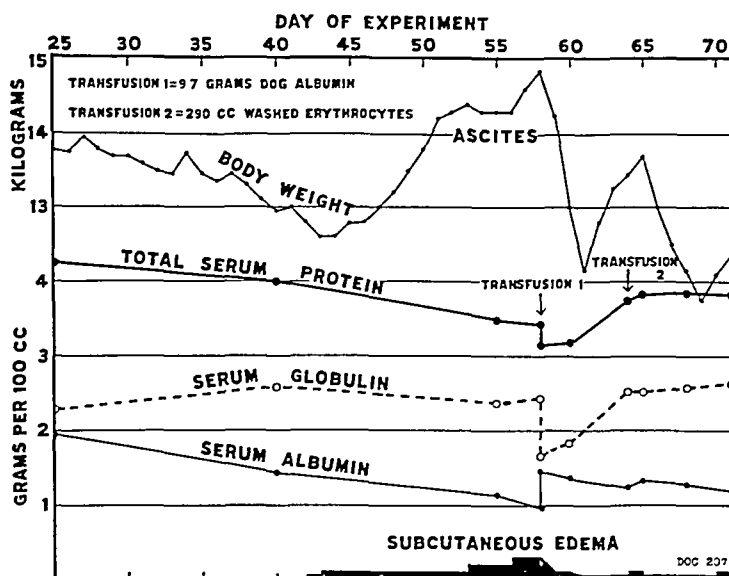 DAY OF EXPERIMENT
25 30 35 40 45 50 55 60 65 70
15
14
13
4
3
2
1
KILOGRAMS
GRAMS PER 100 CC
TRANSFUSION 1=97 GRAMS DOG ALBUMIN
TRANSFUSION 2=290 CC WASHED ERYTHROCYTES
ASCITES
BODY WEIGHT
TOTAL SERUM PROTEIN
TRANSFUSION 1
TRANSFUSION
2
SERUM GLOBULIN
SERUM ALBUMIN
SUBCUTANEOUS EDEMA
DOG 237